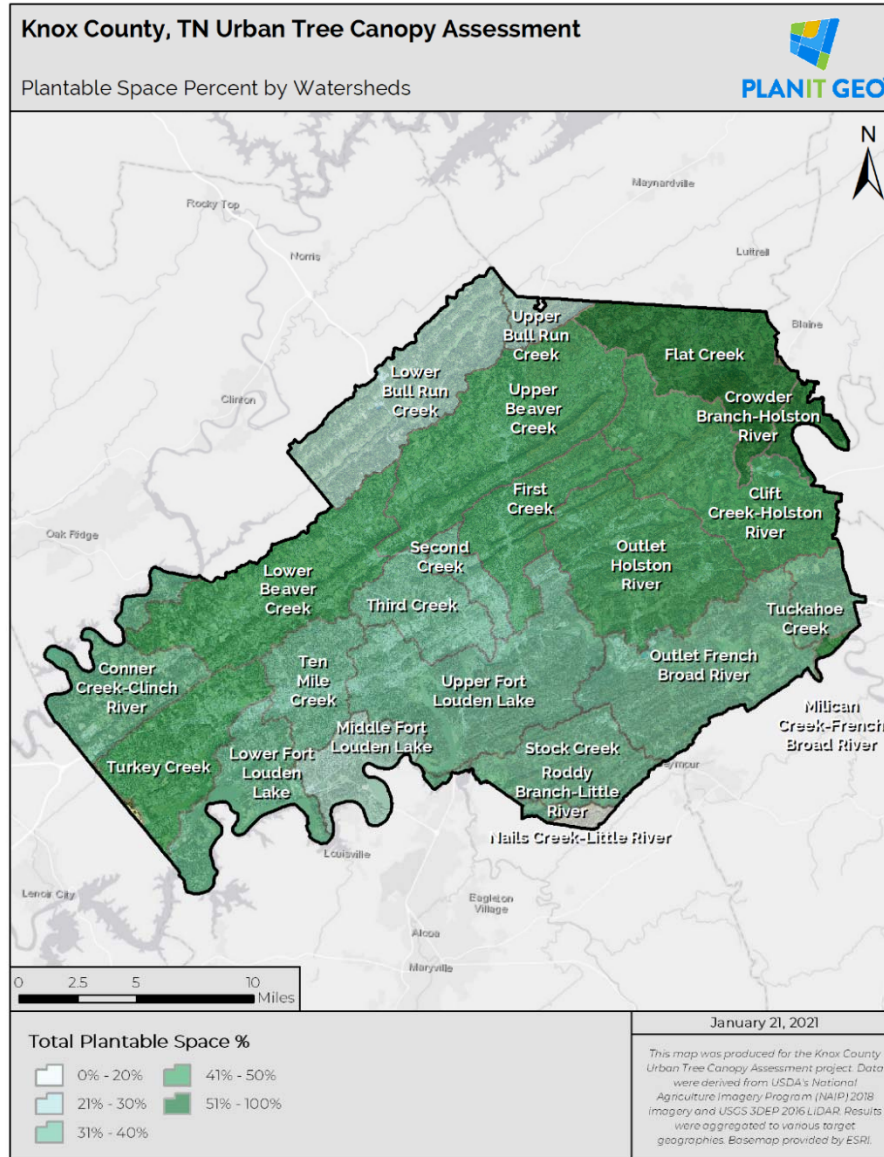 Knox County, TN Urban Tree Canopy Assessment
Plantable Space Percent by Watersheds
PLANIT GEO
N
Maynardville
Rocky Top
Luttrell
Norris
Blaine
Upper
Bull Run
Creek
Flat Creek
Lower
Bull Run
Creek
Upper
Beaver
Creek
Crowder
Branch-Holston
River
Clinton
First
Creek
Clift
Creek-Holston
River
Oak Ridge
Second
Creek
Outlet
Holston
River
Lower
Beaver
Creek
Third Creek
Tuckahoe
Creek
Conner
Creek-Clinch
River
Ten
Mile
Creek
Outlet French
Broad River
Upper Fort
Louden Lake
Milican
Creek-French
Broad River
Middle Fort
Louden Lake
Stock Creek
Turkey Creek
Lower Fort
Louden
Lake
Roddy
Branch-Little
River
Nails Creek-Little River
Louisville
Lenoir City
Eagleton
Village
Alcoa
Maryville
0 2.5 5 10
Miles
Total Plantable Space %
0% - 20%
21% - 30%
31% - 40%
41% - 50%
51% - 100%
January 21, 2021
This map was produced for the Knox County
Urban Tree Canopy Assessment project. Data
were derived from USDA's National
Agriculture Imagery Program (NAIP) 2018
imagery and USGS 3DEP 2016 LiDAR. Results
were aggregated to various target
geographies. Basemap provided by ESRI.